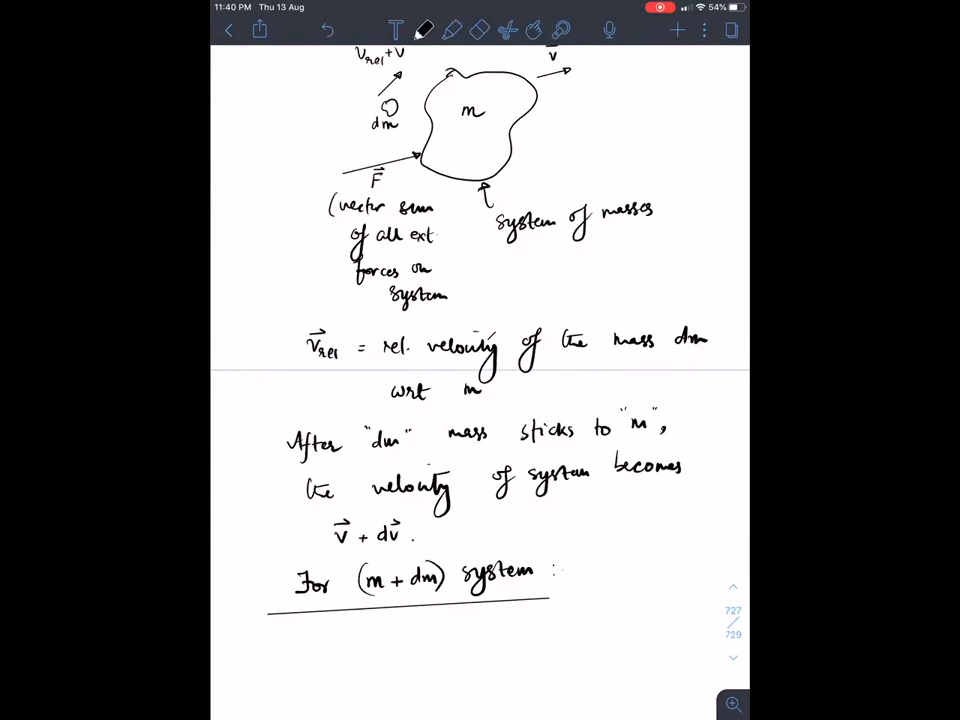 11:40 PM Thu 13 Aug
54%
V_rel + V
V
m
dm
F
(vector sum
of all ext.
forces on
system
system of masses
V_rel = rel. velocity of the mass dm
wrt m
After "dm" mass sticks to "m",
the velocity of system becomes
V + dV.
For (m + dm) system :
727
729